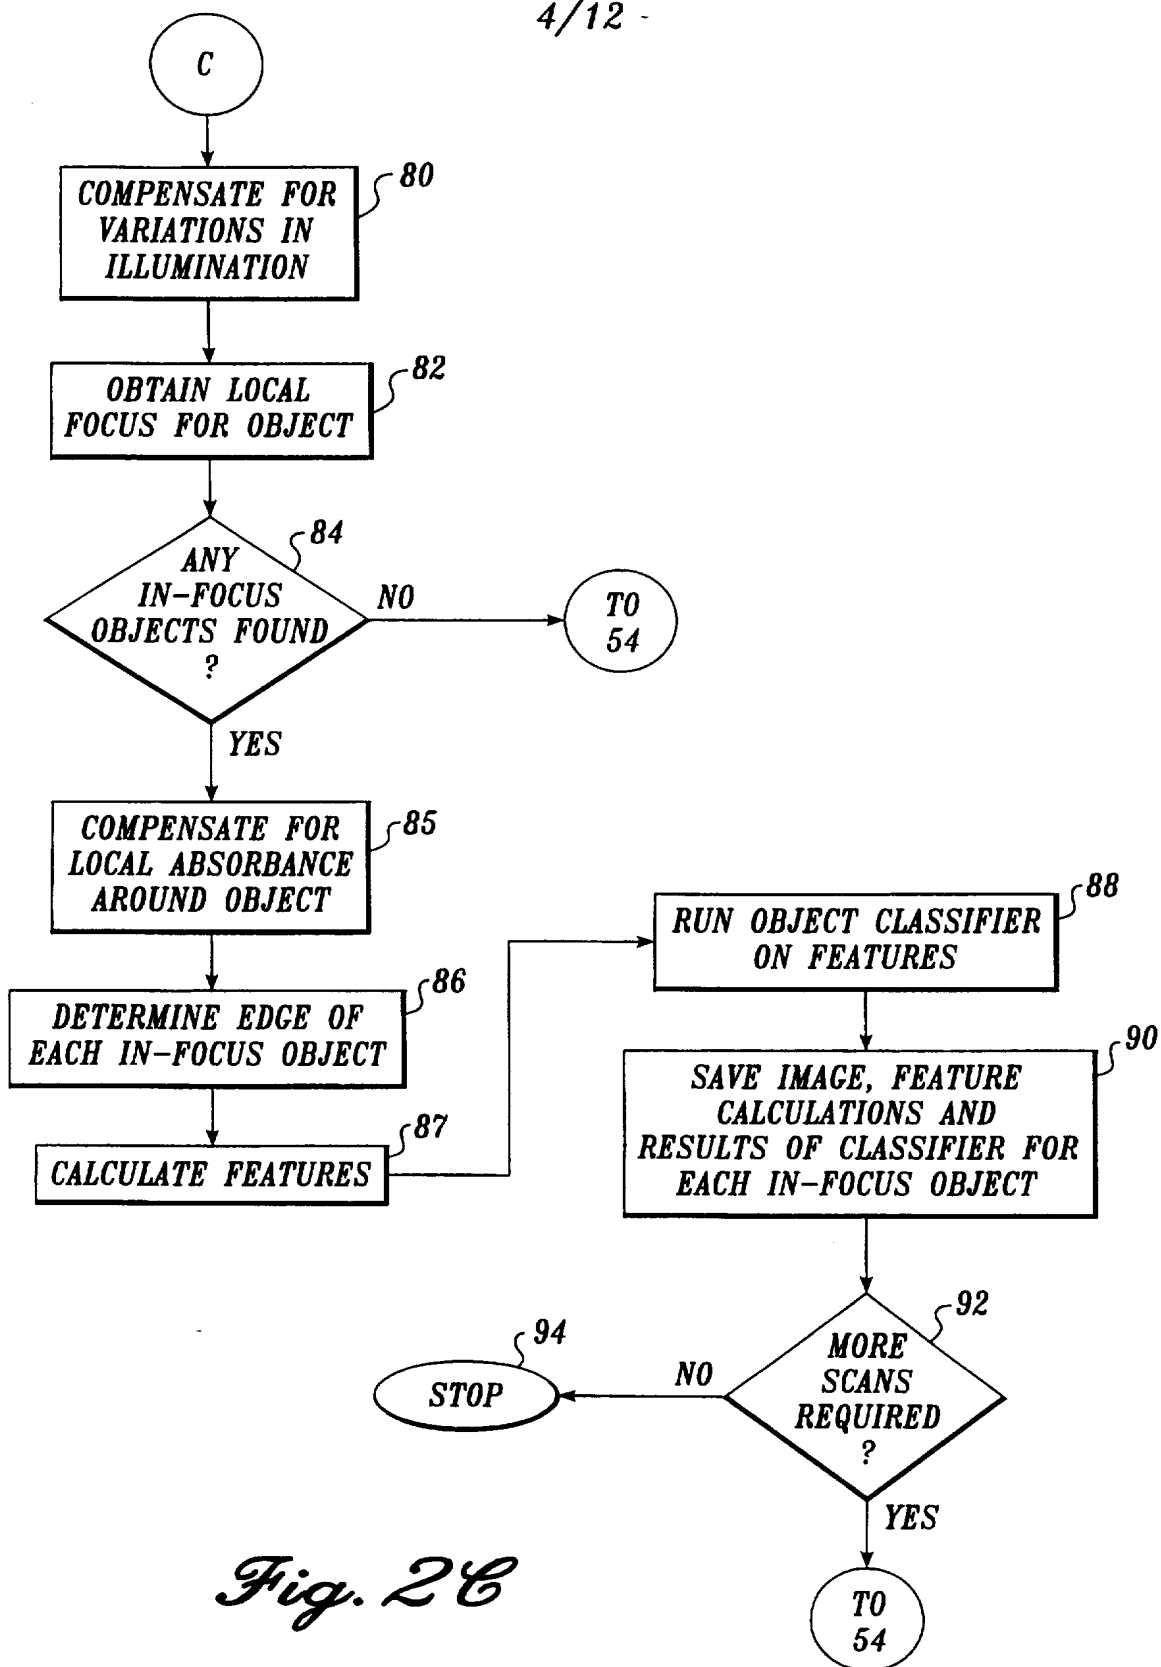 4/12
C
COMPENSATE FOR
VARIATIONS IN
ILLUMINATION
80
OBTAIN LOCAL
FOCUS FOR OBJECT
82
ANY
IN-FOCUS
OBJECTS FOUND
?
84
NO
TO
54
YES
COMPENSATE FOR
LOCAL ABSORBANCE
AROUND OBJECT
85
DETERMINE EDGE OF
EACH IN-FOCUS OBJECT
86
CALCULATE FEATURES
87
RUN OBJECT CLASSIFIER
ON FEATURES
88
SAVE IMAGE, FEATURE
CALCULATIONS AND
RESULTS OF CLASSIFIER FOR
EACH IN-FOCUS OBJECT
90
MORE
SCANS
REQUIRED
?
92
NO
STOP
94
YES
TO
54
Fig. 2C